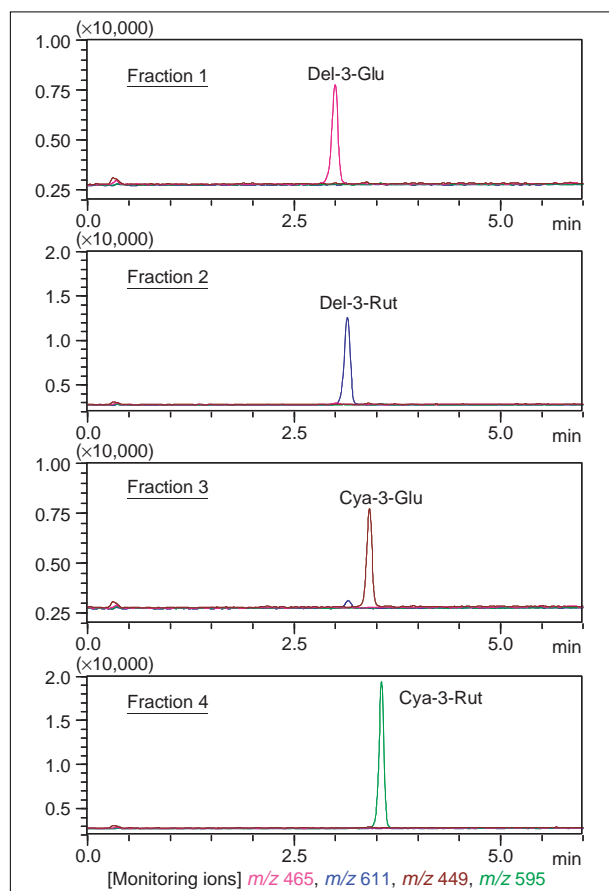 (×10,000)
1.00
Fraction 1
Del-3-Glu
0.75
0.50
0.25
0.0
2.5
5.0
min
(×10,000)
2.0
Fraction 2
Del-3-Rut
1.5
1.0
0.5
0.0
2.5
5.0
min
(×10,000)
1.00
Fraction 3
Cya-3-Glu
0.75
0.50
0.25
0.0
2.5
5.0
min
(×10,000)
2.0
Fraction 4
Cya-3-Rut
1.5
1.0
0.5
0.0
2.5
5.0
min
[Monitoring ions] m/z 465, m/z 611, m/z 449, m/z 595